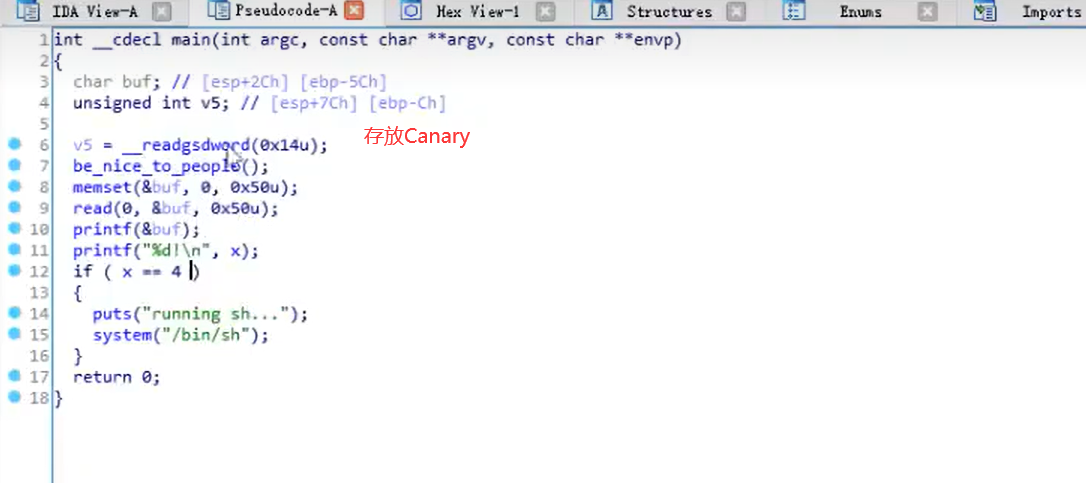 IDA View-A Pseudocode-A Hex View-1 Structures Enums Imports
1 int __cdecl main(int argc, const char **argv, const char **envp)
2 {
3 char buf; // [esp+2Ch] [ebp-5Ch]
4 unsigned int v5; // [esp+7Ch] [ebp-Ch]
5
存放Canary
6 v5 = __readgsdword(0x14u);
7 be_nice_to_people();
8 memset(&buf, 0, 0x50u);
9 read(0, &buf, 0x50u);
10 printf(&buf);
11 printf("%d!\n", x);
12 if ( x == 4 )
13 {
14 puts("running sh...");
15 system("/bin/sh");
16 }
17 return 0;
18 }